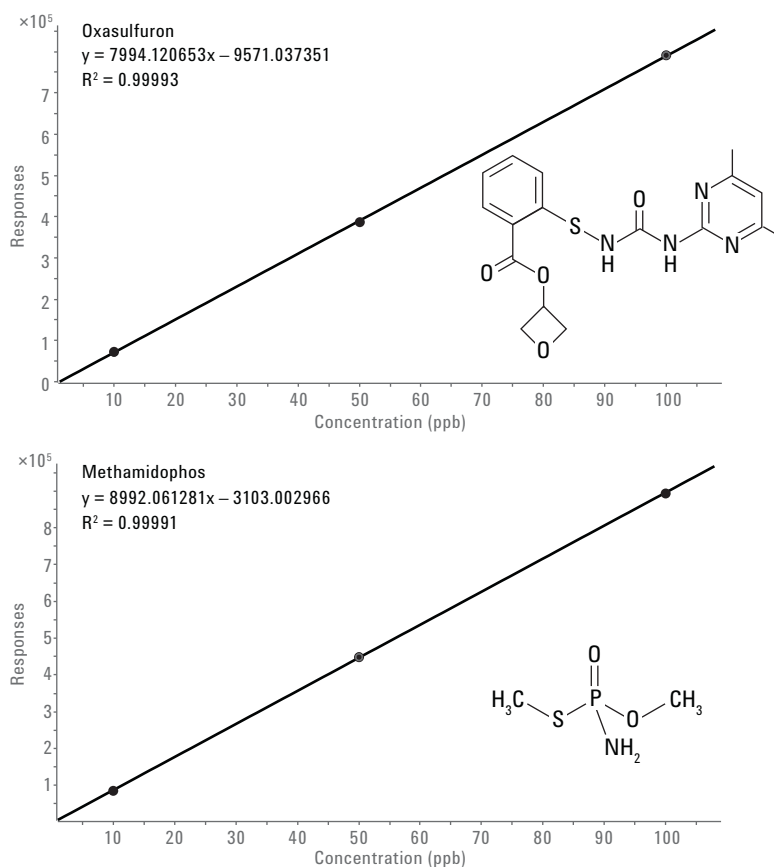 ×10⁵
Oxasulfuron
y = 7994.120653x – 9571.037351
R² = 0.99993
Responses
7
6
5
4
3
2
1
0
10 20 30 40 50 60 70 80 90 100
Concentration (ppb)
O
S N H N H
N N
O O
O
×10⁵
Methamidophos
y = 8992.061281x – 3103.002966
R² = 0.99991
Responses
8
7
6
5
4
3
2
1
10 20 30 40 50 60 70 80 90 100
Concentration (ppb)
O
H₃C S P O CH₃
NH₂